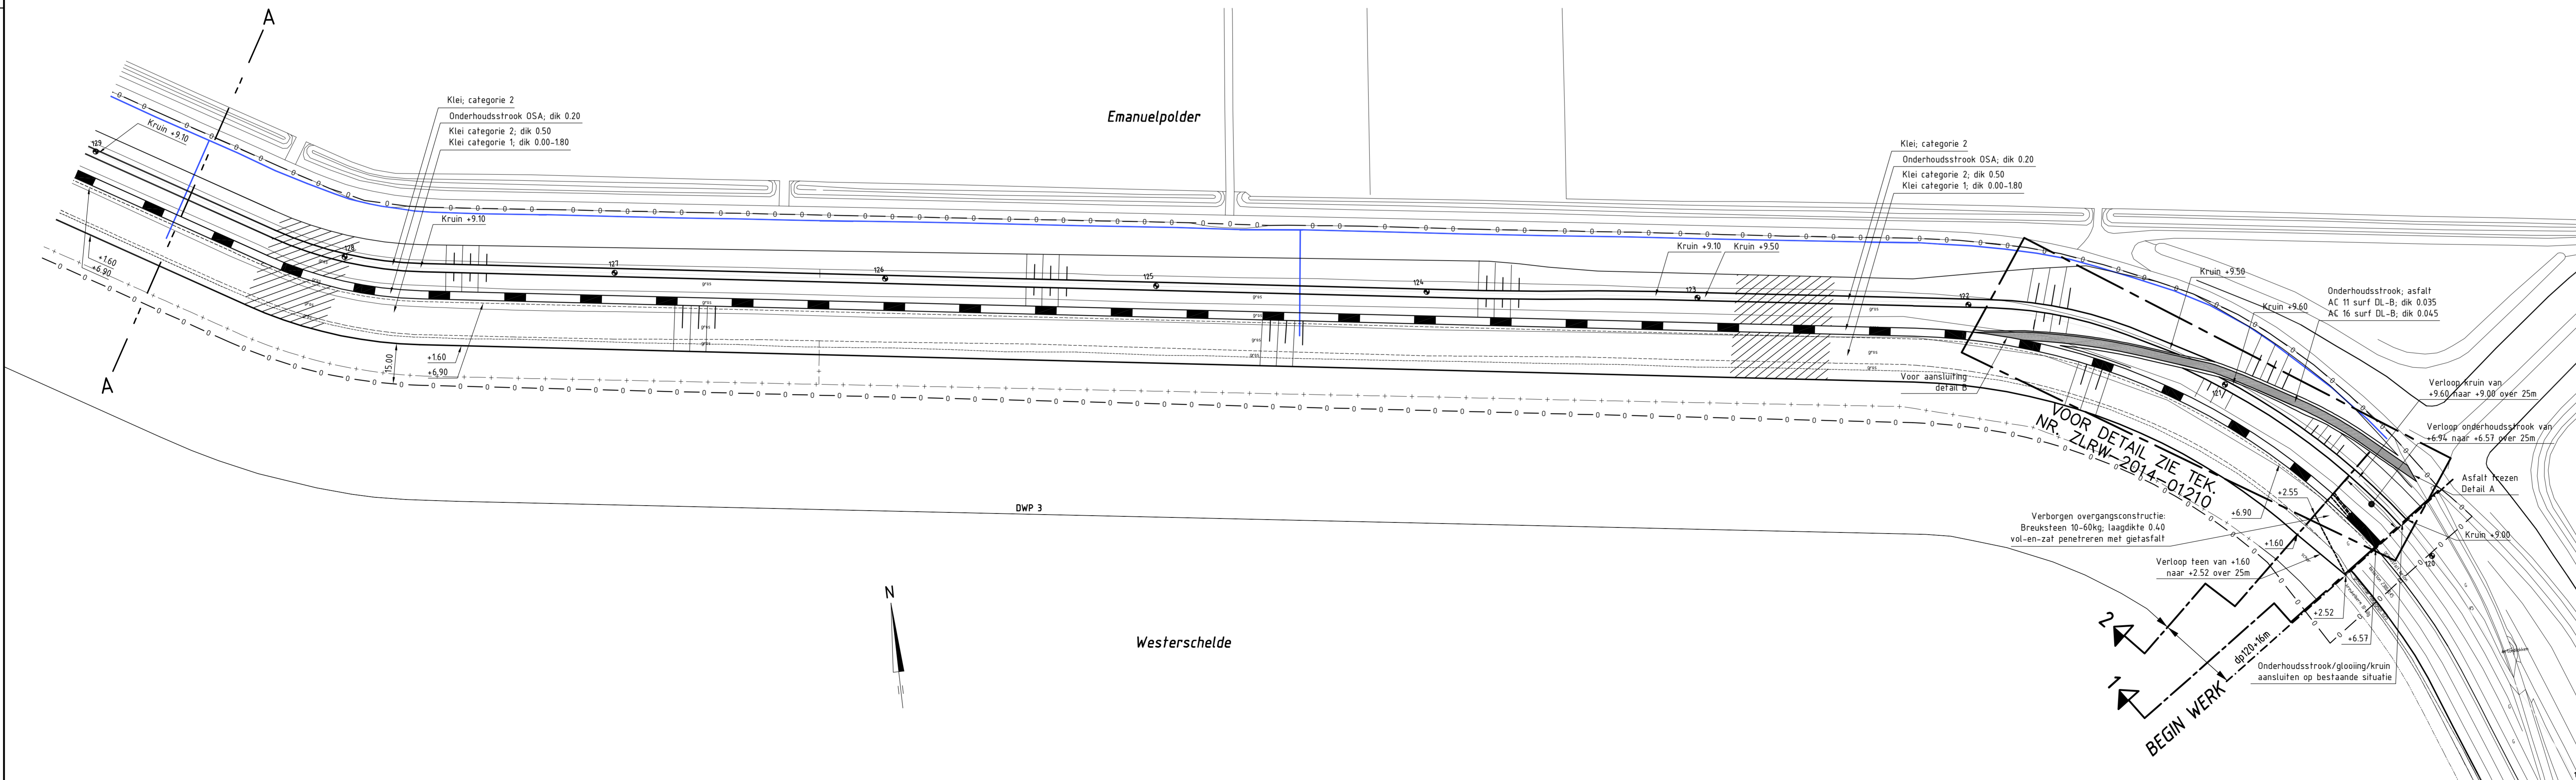 A
Kruin +9.10
129
+1.60
+6.90
A
Klei; categorie 2
Onderhoudsstrook OSA; dik 0.20
Klei categorie 2; dik 0.50
Klei categorie 1; dik 0.00-1.80
Kruin +9.10
128
127
126
125
124
123
122
121
120
15.00
+1.60
+6.90
Emanuelpolder
Klei; categorie 2
Onderhoudsstrook OSA; dik 0.20
Klei categorie 2; dik 0.50
Klei categorie 1; dik 0.00-1.80
Kruin +9.10
Kruin +9.50
Kruin +9.50
Kruin +9.60
Onderhoudsstrook; asfalt
AC 11 surf DL-B; dik 0.035
AC 16 surf DL-B; dik 0.045
Voor aansluiting
detail B
VOOR DETAIL ZIE TEK.
NR. ZLRW-2014-01210
Verloop kruin van
+9.60 naar +9.00 over 25m
Verloop onderhoudsstrook van
+6.94 naar +6.57 over 25m
Asfalt frezen
Detail A
+2.55
+6.90
Kruin +9.00
Verborgen overgangsconstructie:
Breuksteen 10-60kg; laagdikte 0.40
vol-en-zat penetreren met gietasfalt
+1.60
Verloop teen van +1.60
naar +2.52 over 25m
+2.52
+6.57
DWP 3
N
Westerschelde
2
1
dp120+16m
BEGIN WERK
Onderhoudsstrook/glooiing/kruin
aansluiten op bestaande situatie